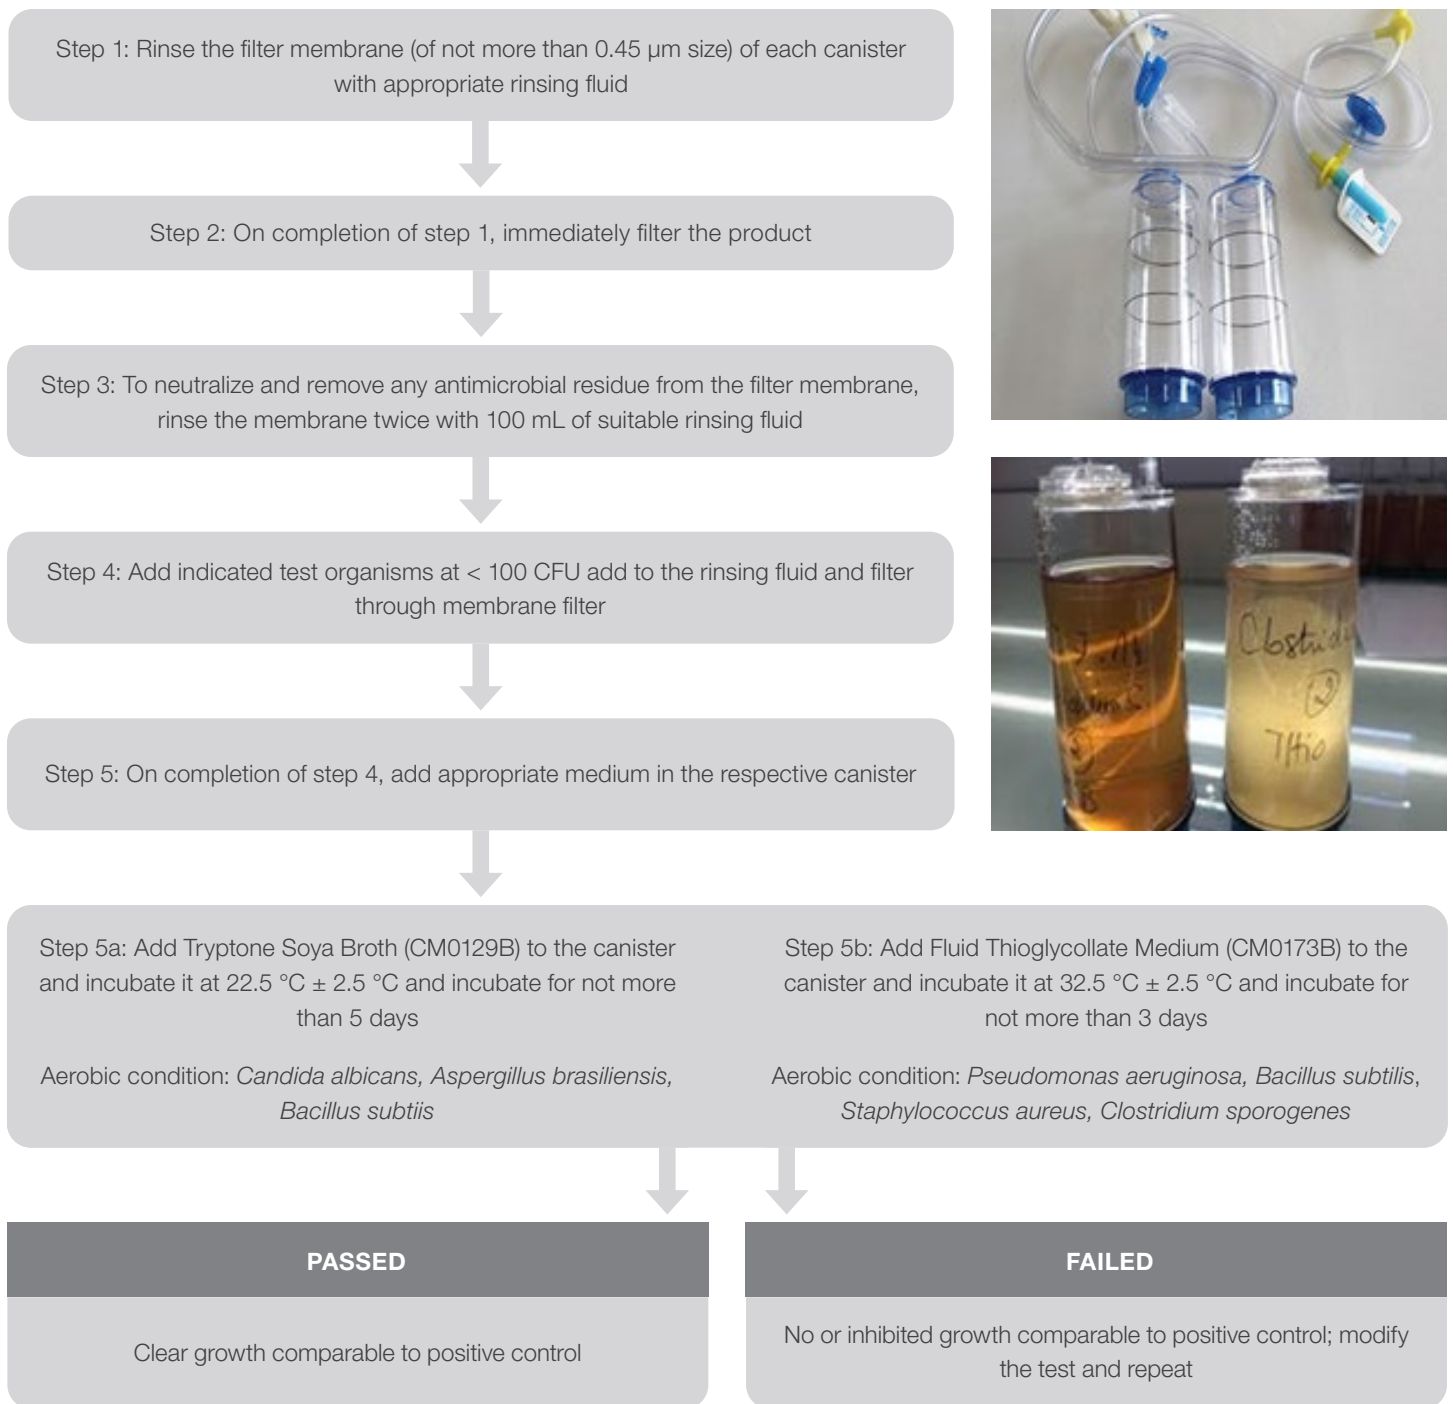 Step 1: Rinse the filter membrane (of not more than 0.45 µm size) of each canister
with appropriate rinsing fluid
Step 2: On completion of step 1, immediately filter the product
Step 3: To neutralize and remove any antimicrobial residue from the filter membrane,
rinse the membrane twice with 100 mL of suitable rinsing fluid
Step 4: Add indicated test organisms at < 100 CFU add to the rinsing fluid and filter
through membrane filter
Step 5: On completion of step 4, add appropriate medium in the respective canister
Clostrid
2
Thio
Step 5a: Add Tryptone Soya Broth (CM0129B) to the canister
and incubate it at 22.5 °C ± 2.5 °C and incubate for not more
than 5 days
Aerobic condition: Candida albicans, Aspergillus brasiliensis,
Bacillus subtiis
Step 5b: Add Fluid Thioglycollate Medium (CM0173B) to the
canister and incubate it at 32.5 °C ± 2.5 °C and incubate for
not more than 3 days
Aerobic condition: Pseudomonas aeruginosa, Bacillus subtilis,
Staphylococcus aureus, Clostridium sporogenes
PASSED
Clear growth comparable to positive control
FAILED
No or inhibited growth comparable to positive control; modify
the test and repeat